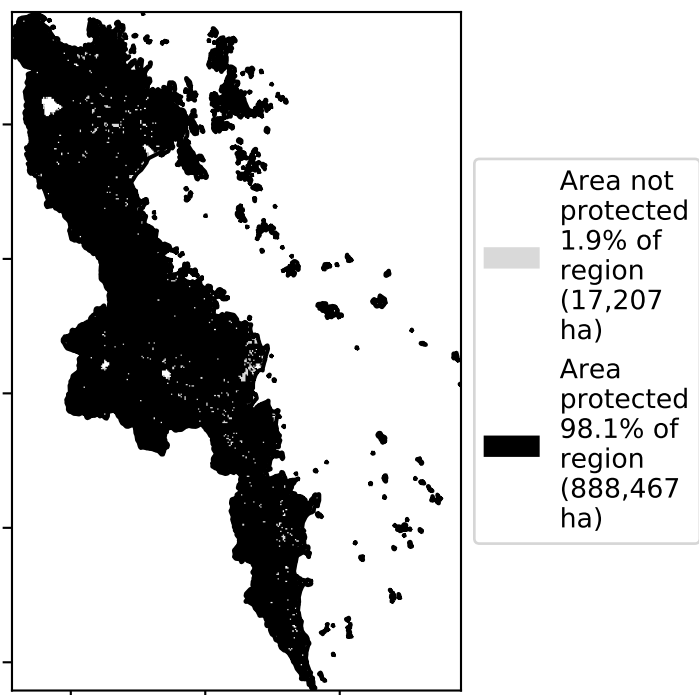 Area not
protected
1.9% of
region
(17,207
ha)
Area
protected
98.1% of
region
(888,467
ha)